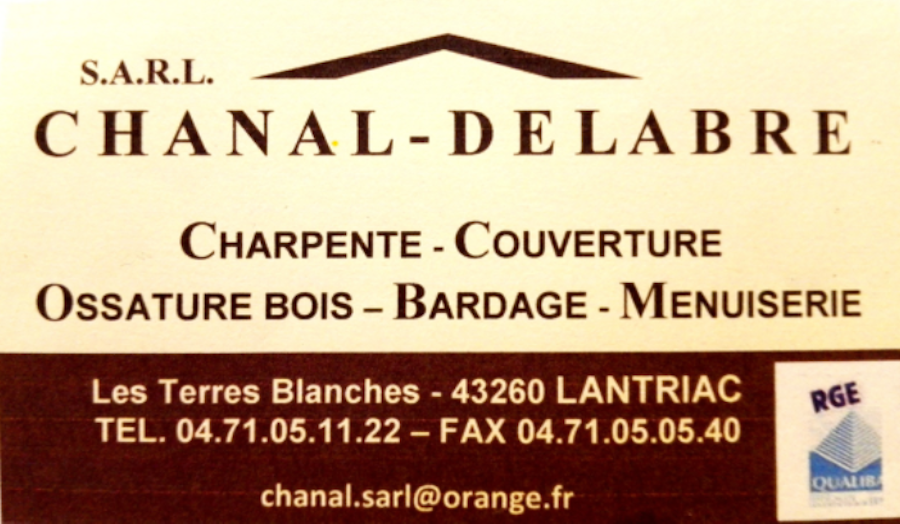 S.A.R.L.
CHANAL-DELABRE
CHARPENTE - COUVERTURE
OSSATURE BOIS – BARDAGE - MENUISERIE
Les Terres Blanches - 43260 LANTRIAC
TEL. 04.71.05.11.22 – FAX 04.71.05.05.40
chanal.sarl@orange.fr
RGE
QUALIBA